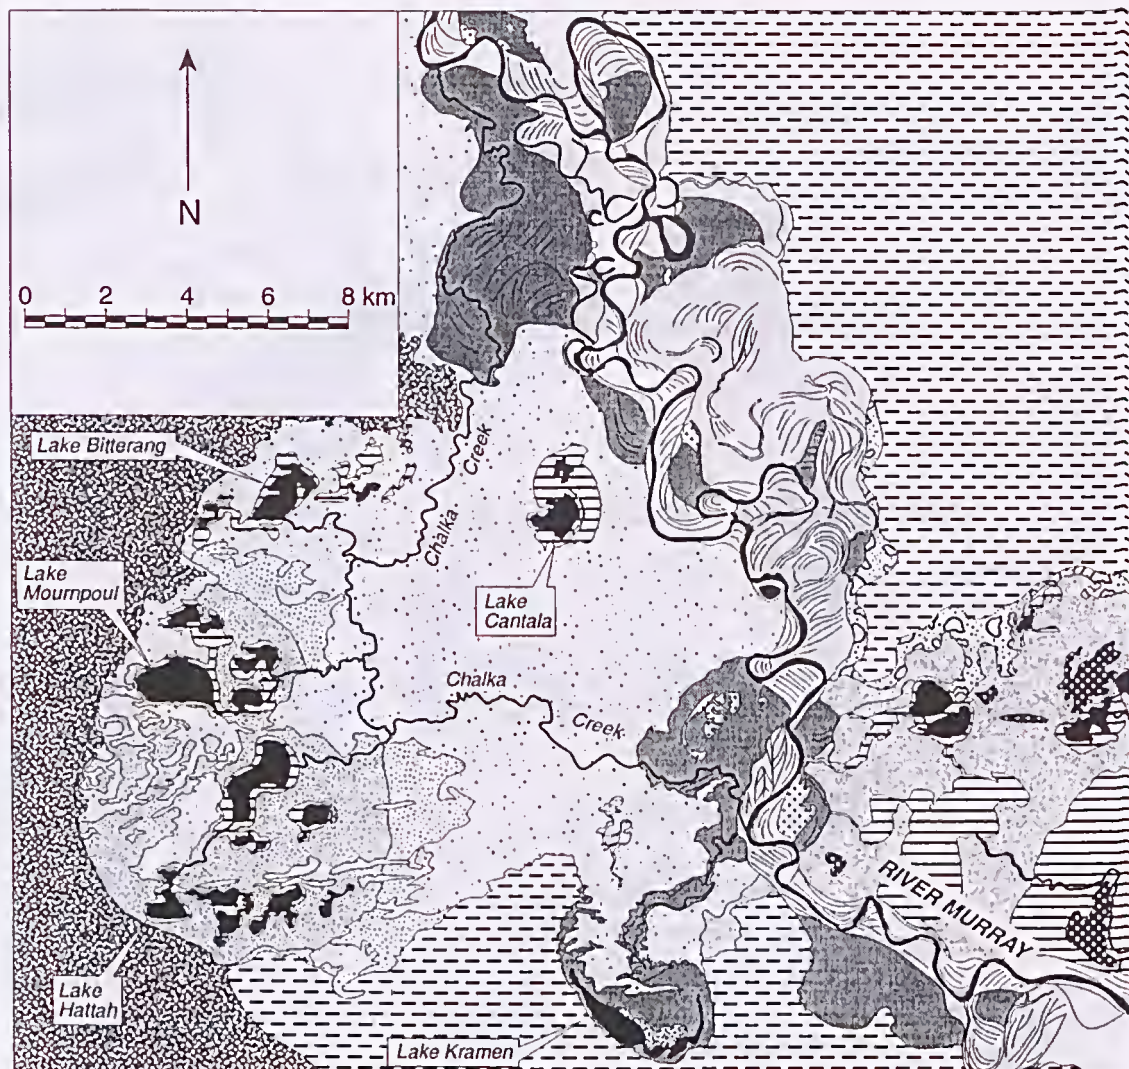 N
0 2 4 6 8 km
Lake Bitterang
Chalka Creek
Lake
Mournpoul
Lake
Cantala
Chalka
Creek
RIVER MURRAY
Lake
Hattah
Lake Kramen